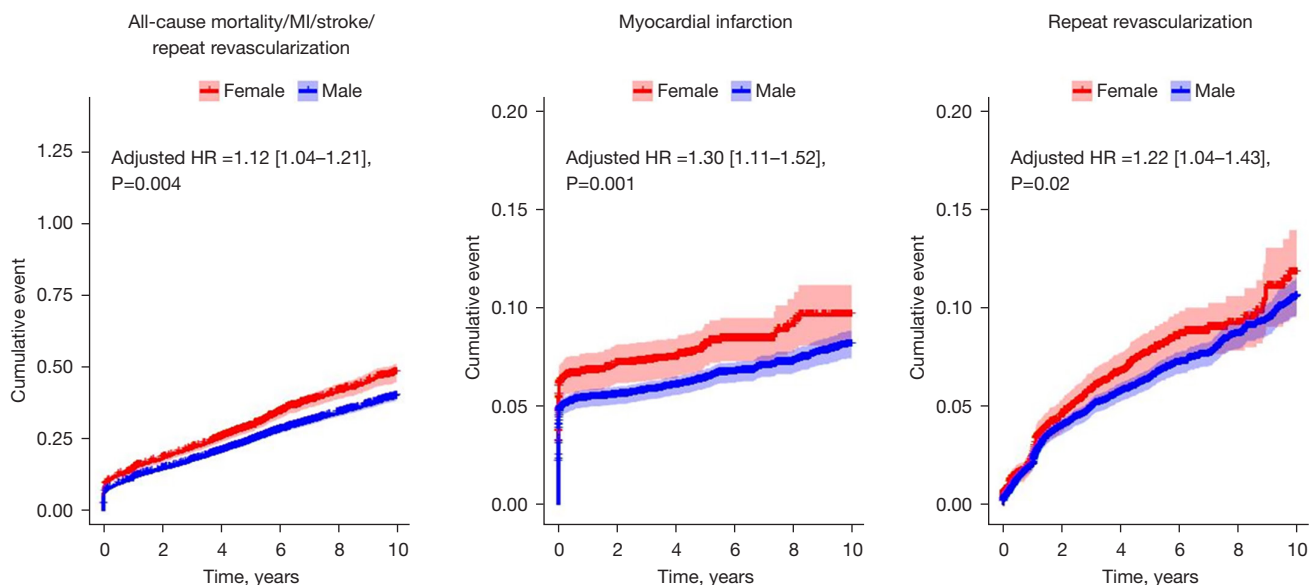 All-cause mortality/MI/stroke/
repeat revascularization
Female Male
1.25
1.00
0.75
0.50
0.25
0.00
Adjusted HR =1.12 [1.04–1.21],
P=0.004
Cumulative event
0 2 4 6 8 10
Time, years
Myocardial infarction
Female Male
0.20
0.15
0.10
0.05
0.00
Adjusted HR =1.30 [1.11–1.52],
P=0.001
Cumulative event
0 2 4 6 8 10
Time, years
Repeat revascularization
Female Male
0.20
0.15
0.10
0.05
0.00
Adjusted HR =1.22 [1.04–1.43],
P=0.02
Cumulative event
0 2 4 6 8 10
Time, years